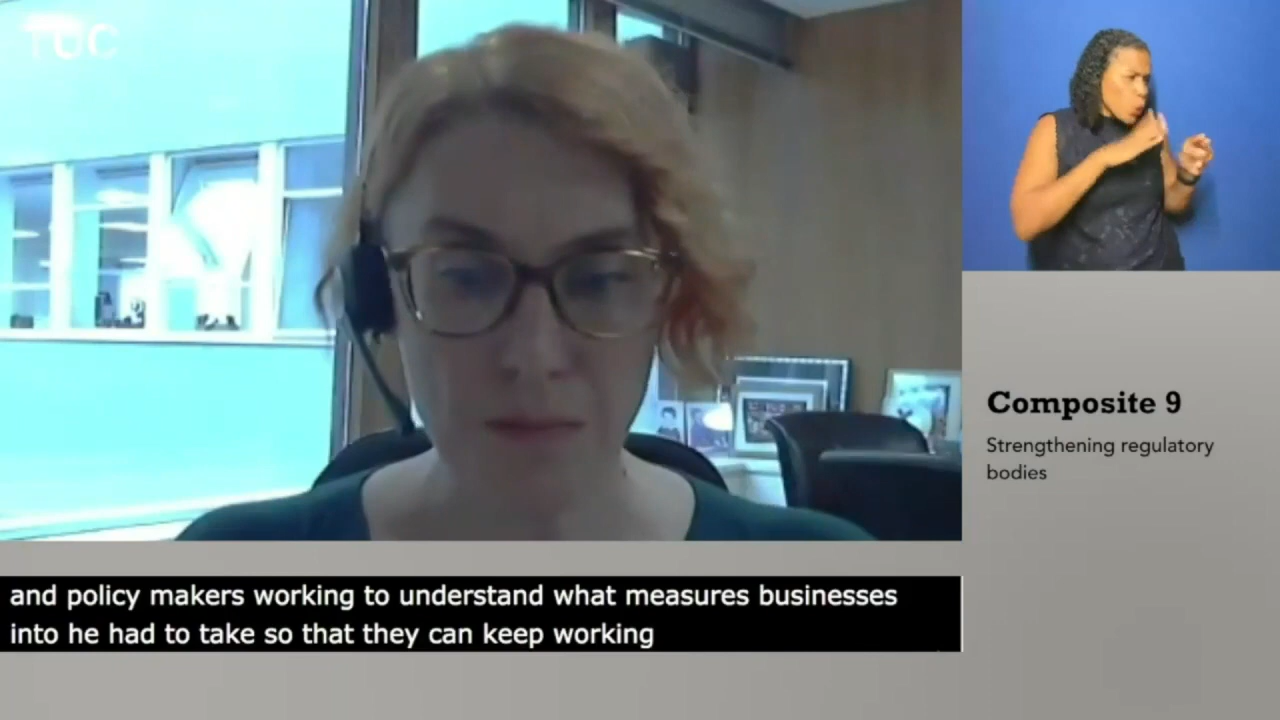 TUC
Composite 9
Strengthening regulatory
bodies
and policy makers working to understand what measures businesses
into he had to take so that they can keep working